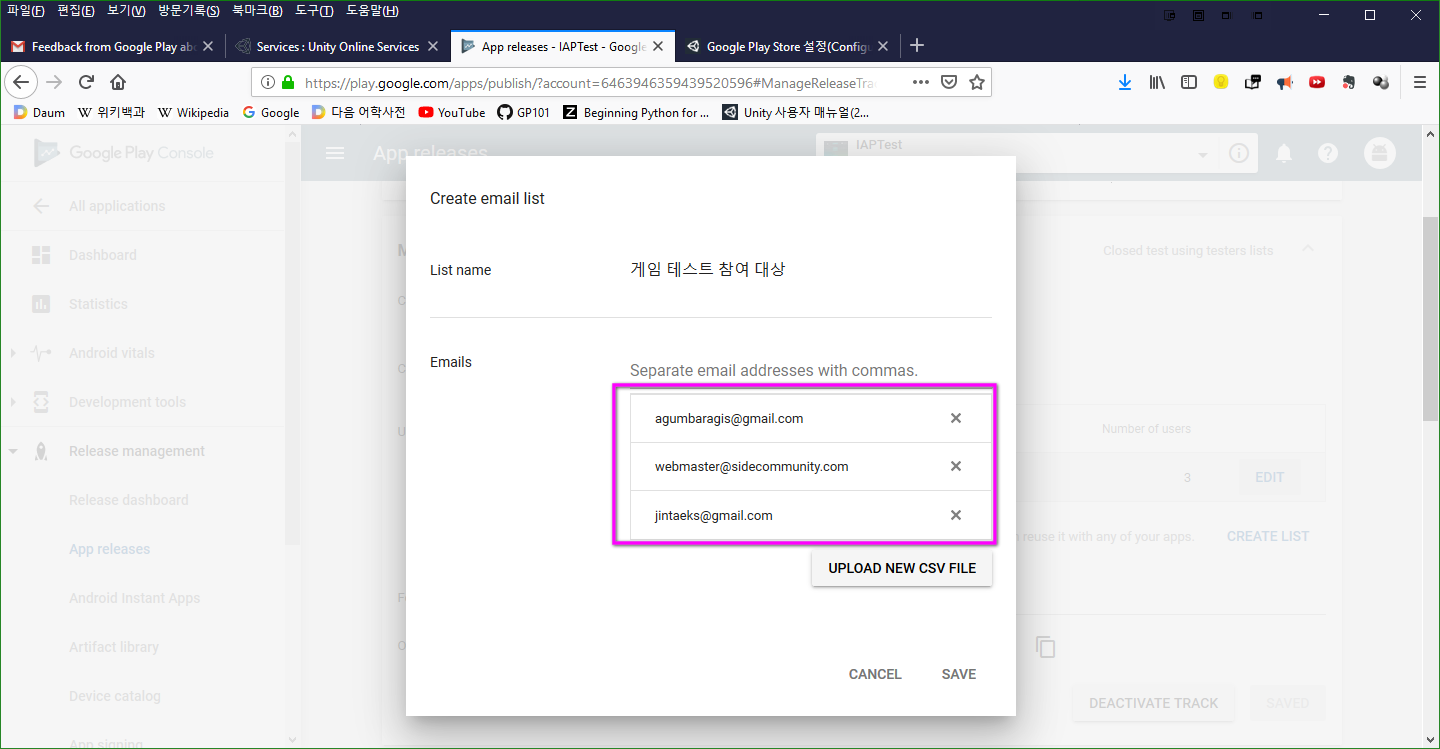 파일(F) 편집(E) 보기(V) 방문기록(S) 북마크(B) 도구(T) 도움말(H)
Feedback from Google Play ab
Services : Unity Online Services
App releases - IAPTest - Google
Google Play Store 설정(Config
https://play.google.com/apps/publish/?account=6463946359439520596#ManageReleaseTra
Daum 위키백과 Wikipedia Google 다음 어학사전 YouTube GP101 Beginning Python for ... Unity 사용자 매뉴얼(2...
Google Play Console
App releases
IAPTest
All applications
Dashboard
Statistics
Android vitals
Development tools
Release management
Release dashboard
App releases
Android Instant Apps
Artifact library
Device catalog
App signing
Create email list
List name
게임 테스트 참여 대상
Emails
Separate email addresses with commas.
agumbaragis@gmail.com
webmaster@sidecommunity.com
jintaeks@gmail.com
UPLOAD NEW CSV FILE
CANCEL
SAVE
Closed test using testers lists
Number of users
3
EDIT
reuse it with any of your apps.
CREATE LIST
DEACTIVATE TRACK
SAVED